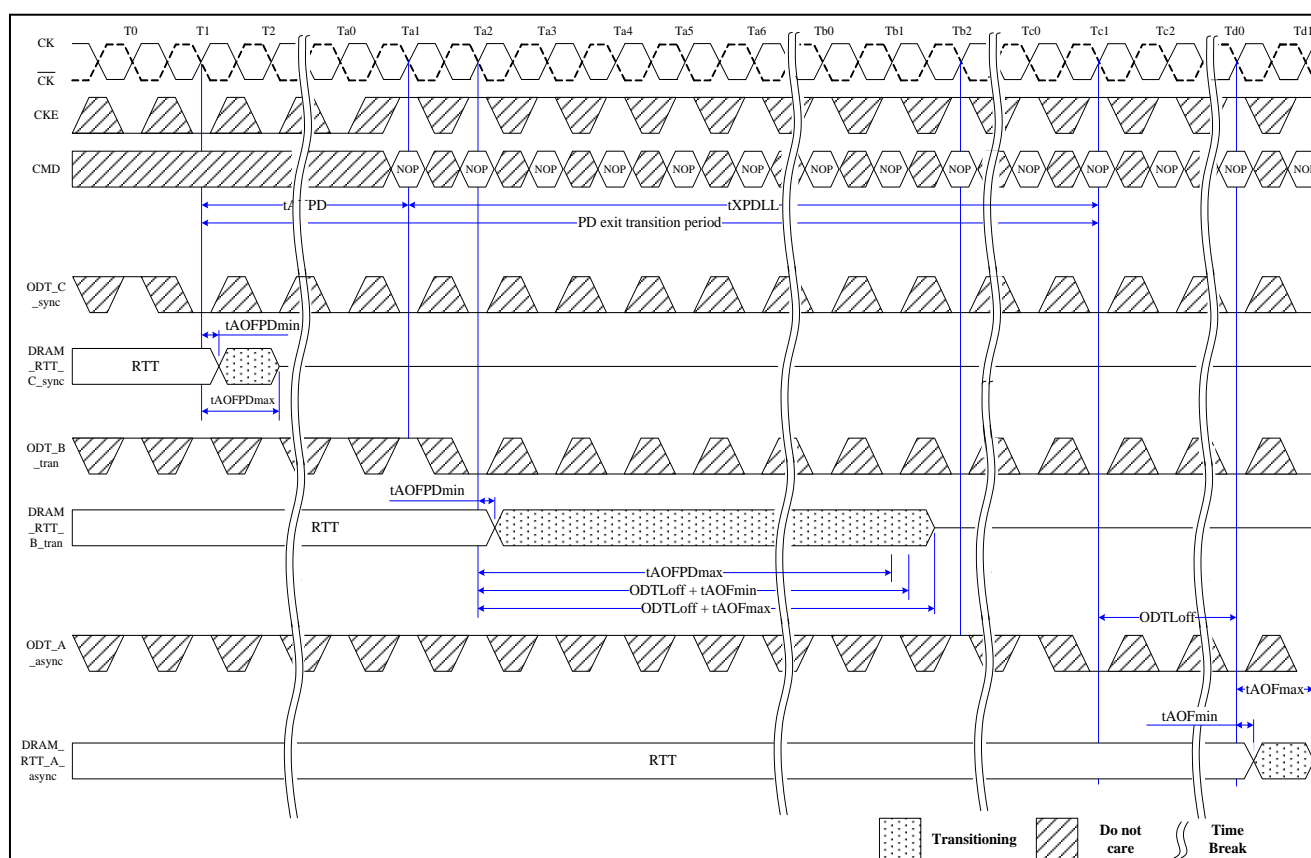 T0 T1 T2 Ta0 Ta1 Ta2 Ta3 Ta4 Ta5 Ta6 Tb0 Tb1 Tb2 Tc0 Tc1 Tc2 Td0 Td1
CK
CK
CKE
CMD
NOP NOP NOP NOP NOP NOP NOP NOP NOP NOP NOP NOP NOP NOP
tXPDLL
PD exit transition period
ODT_C
_sync
tAOFPDmin
DRAM
_RTT_
C_sync
RTT
tAOFPDmax
ODT_B
_tran
tAOFPDmin
DRAM
_RTT_
B_tran
RTT
tAOFPDmax
ODTLoff + tAOFmin
ODTLoff + tAOFmax
ODTLoff
ODT_A
_async
tAOFmax
tAOFmin
DRAM_
RTT_A_
async
RTT
Transitioning
Do not
care
Time
Break